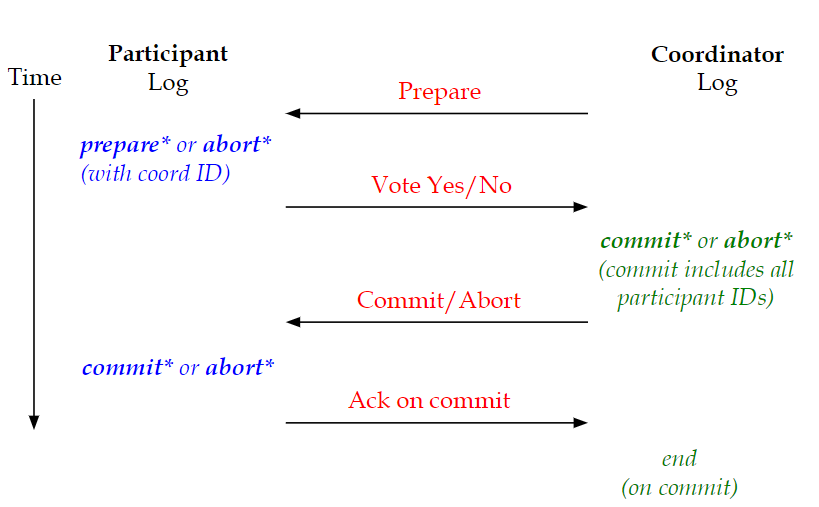 Participant
Log
Coordinator
Log
Time
Prepare
prepare* or abort*
(with coord ID)
Vote Yes/No
commit* or abort*
(commit includes all
participant IDs)
Commit/Abort
commit* or abort*
Ack on commit
end
(on commit)